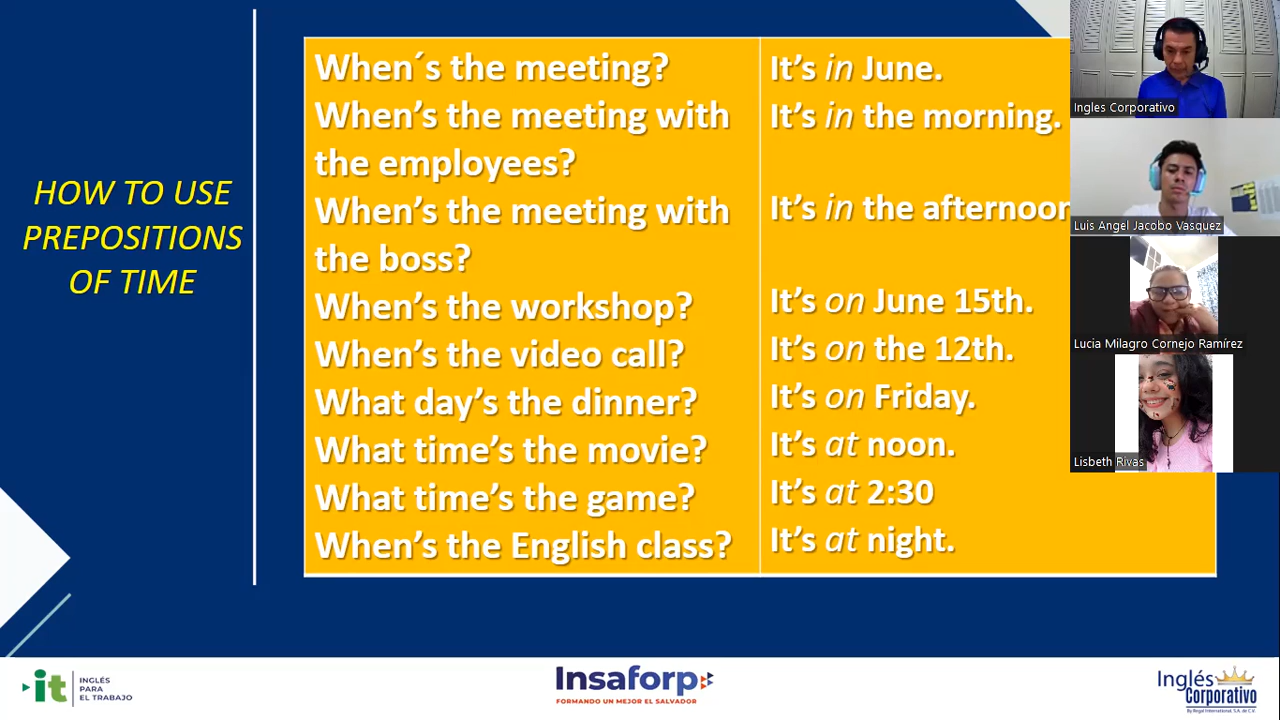 HOW TO USE
PREPOSITIONS
OF TIME
When´s the meeting?
When’s the meeting with
the employees?
When’s the meeting with
the boss?
When’s the workshop?
When’s the video call?
What day’s the dinner?
What time’s the movie?
What time’s the game?
When’s the English class?
It’s in June.
It’s in the morning.
It’s in the afternoon
It’s on June 15th.
It’s on the 12th.
It’s on Friday.
It’s at noon.
It’s at 2:30
It’s at night.
Ingles Corporativo
Luis Angel Jacobo Vasquez
Lucia Milagro Cornejo Ramírez
Lisbeth Rivas
it
INGLÉS
PARA
EL TRABAJO
Insaforp
FORMANDO UN MEJOR EL SALVADOR
Inglés
Corporativo
By Regal International, S.A. de C.V.